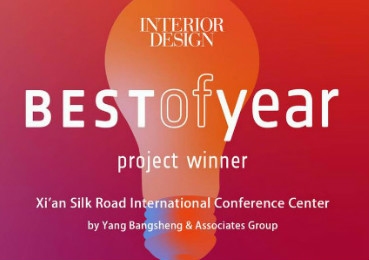 INTERIOR
DESIGN
BESTofyear
project winner
Xi'an Silk Road International Conference Center
by Yang Bangsheng & Associates Group